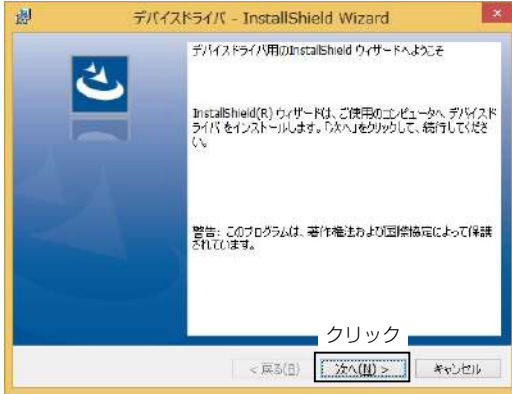 デバイスドライバ - InstallShield Wizard
デバイスドライバ用のInstallShield ウィザードへようこそ
InstallShield(R) ウィザードは、ご使用のコンピュータへ デバイスド
ライバ をインストールします。「次へ」をクリックして、続行してくださ
い。
警告: このプログラムは、著作権法および国際協定によって保護
されています。
クリック
< 戻る(B)
次へ(N) >
キャンセル